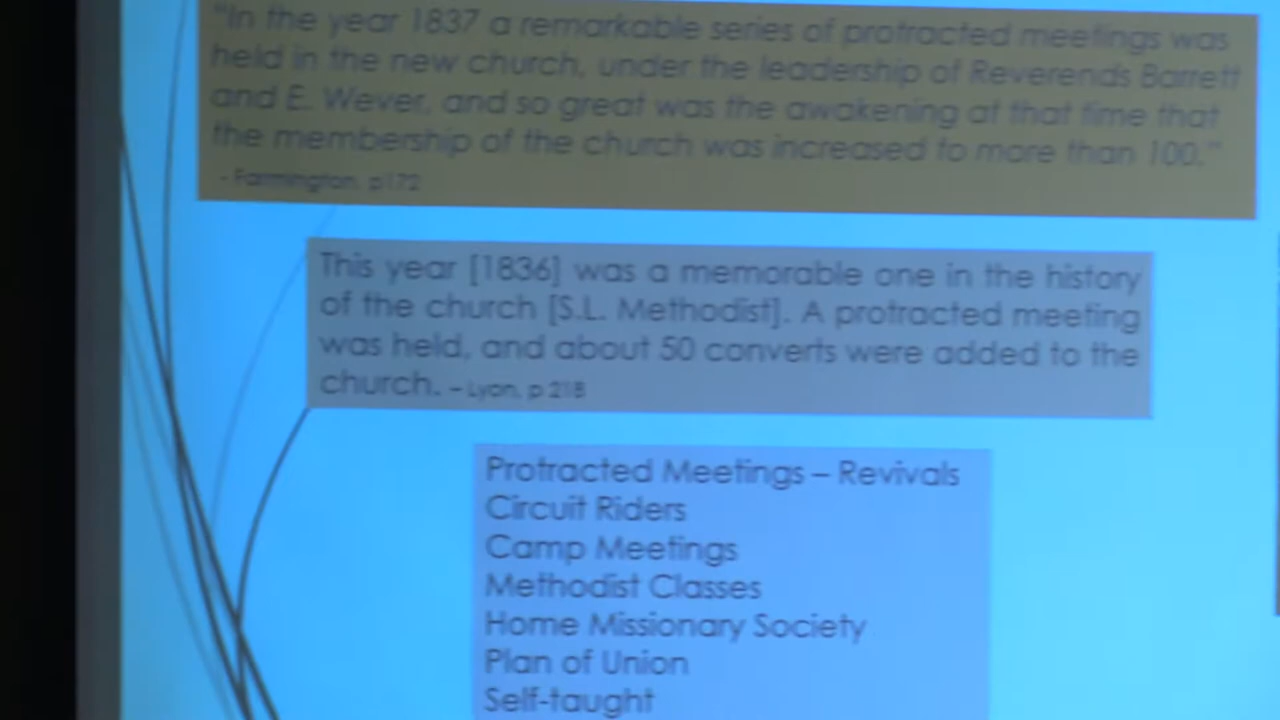 "In the year 1837 a remarkable series of protracted meetings was
held in the new church, under the leadership of Reverends Barrett
and E. Wever, and so great was the awakening at that time that
the membership of the church was increased to more than 100."
- Farmington, p172
This year [1836] was a memorable one in the history
of the church [S.L. Methodist]. A protracted meeting
was held, and about 50 converts were added to the
church. – Lyon, p 218
Protracted Meetings – Revivals
Circuit Riders
Camp Meetings
Methodist Classes
Home Missionary Society
Plan of Union
Self-taught